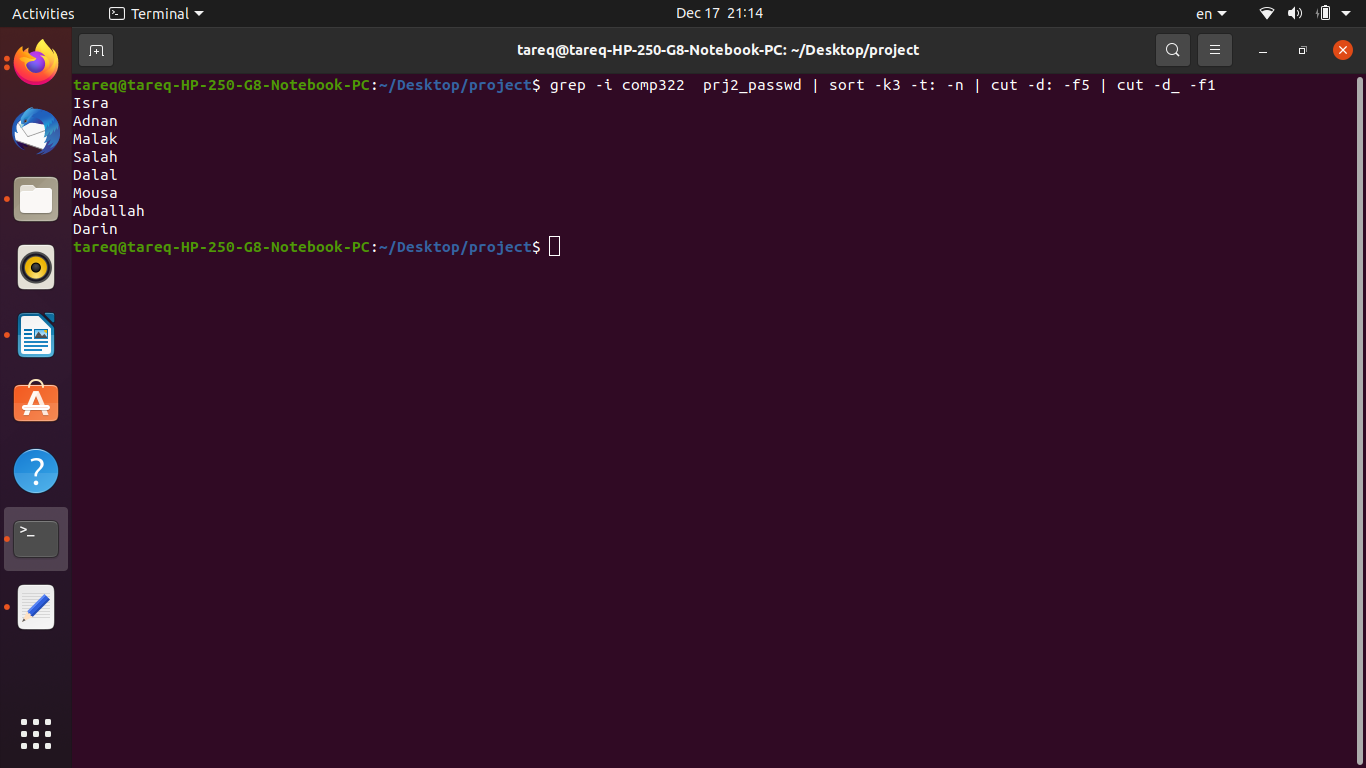 Activities Terminal Dec 17 21:14 en
tareq@tareq-HP-250-G8-Notebook-PC: ~/Desktop/project
tareq@tareq-HP-250-G8-Notebook-PC:~/Desktop/project$ grep -i comp322  prj2_passwd | sort -k3 -t: -n | cut -d: -f5 | cut -d_ -f1
Isra
Adnan
Malak
Salah
Dalal
Mousa
Abdallah
Darin
tareq@tareq-HP-250-G8-Notebook-PC:~/Desktop/project$